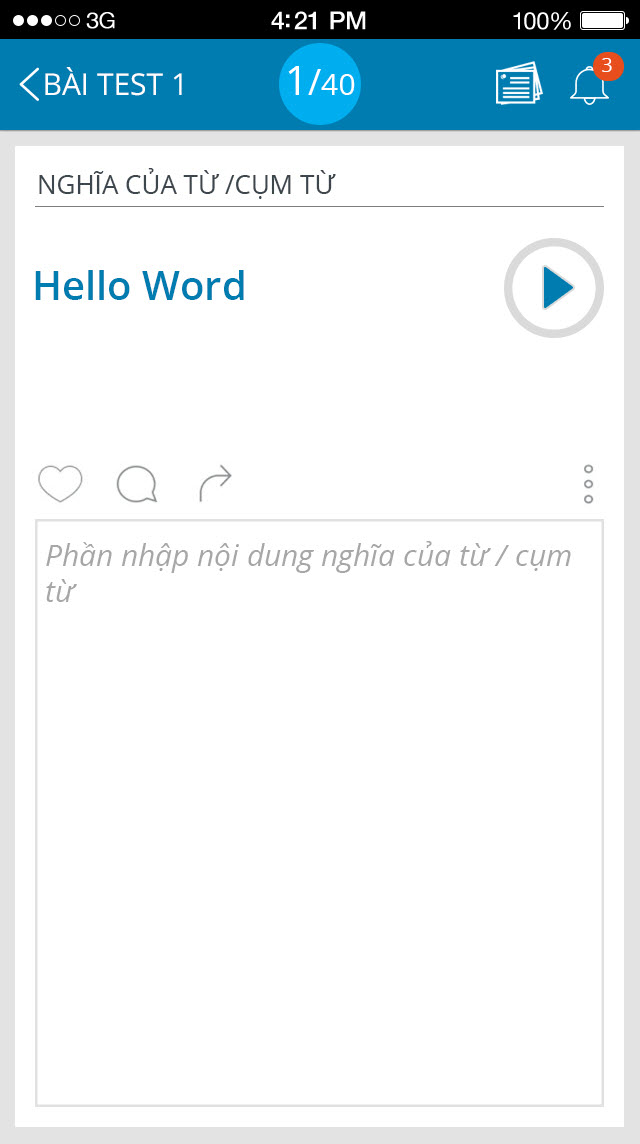 3G 4:21 PM 100%
BÀI TEST 1 1/40 3
NGHĨA CỦA TỪ /CỤM TỪ
Hello Word
Phần nhập nội dung nghĩa của từ / cụm
từ